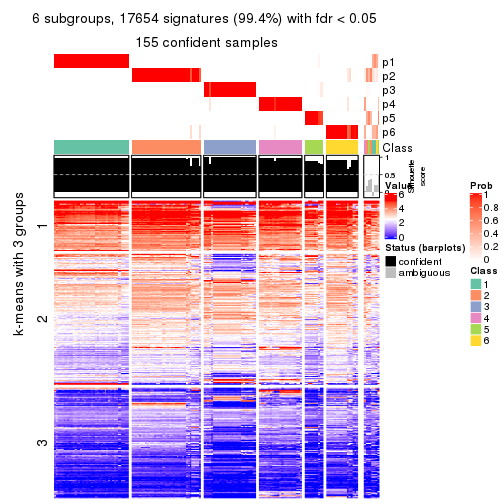 6 subgroups, 17654 signatures (99.4%) with fdr < 0.05
155 confident samples
p1
p2
p3
p4
p5
p6
Class
1
0.5
0
Silhouette
score
k-means with 3 groups
1
2
3
Value
6
4
2
0
Status (barplots)
confident
ambiguous
Prob
1
0.8
0.6
0.4
0.2
0
Class
1
2
3
4
5
6